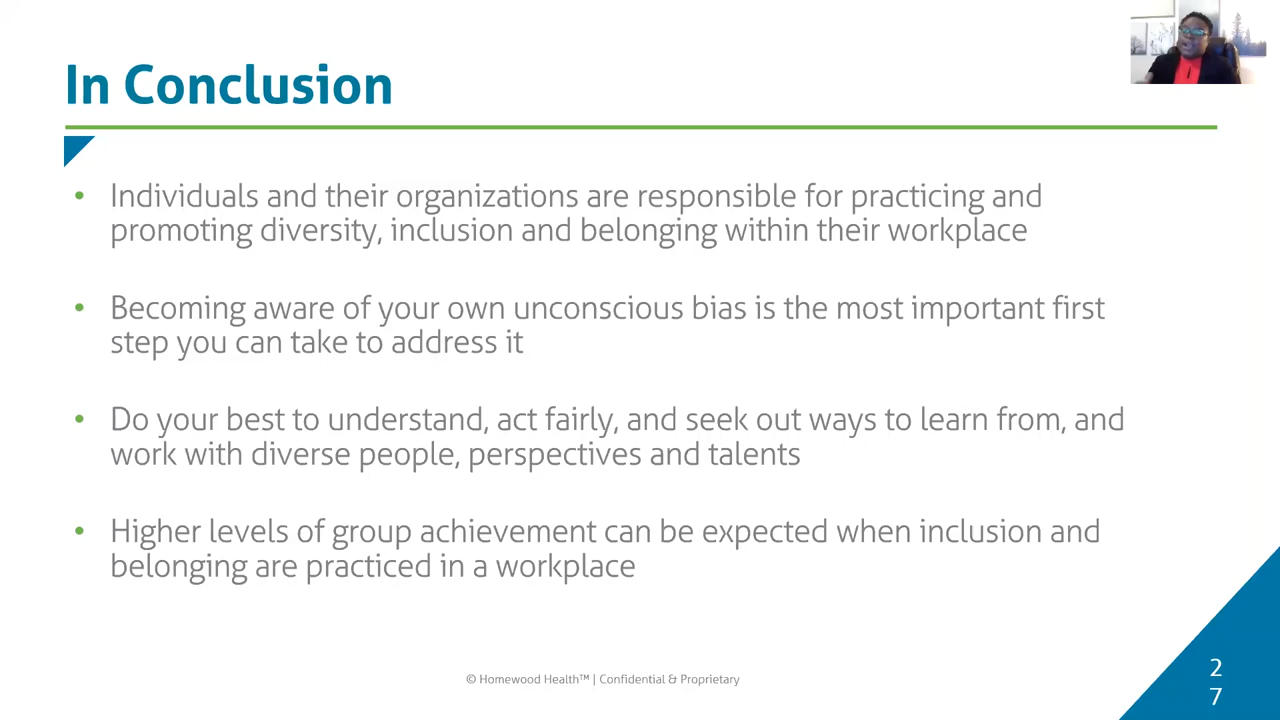 In Conclusion
• Individuals and their organizations are responsible for practicing and
promoting diversity, inclusion and belonging within their workplace
• Becoming aware of your own unconscious bias is the most important first
step you can take to address it
• Do your best to understand, act fairly, and seek out ways to learn from, and
work with diverse people, perspectives and talents
• Higher levels of group achievement can be expected when inclusion and
belonging are practiced in a workplace
© Homewood Health™ | Confidential & Proprietary
2
7